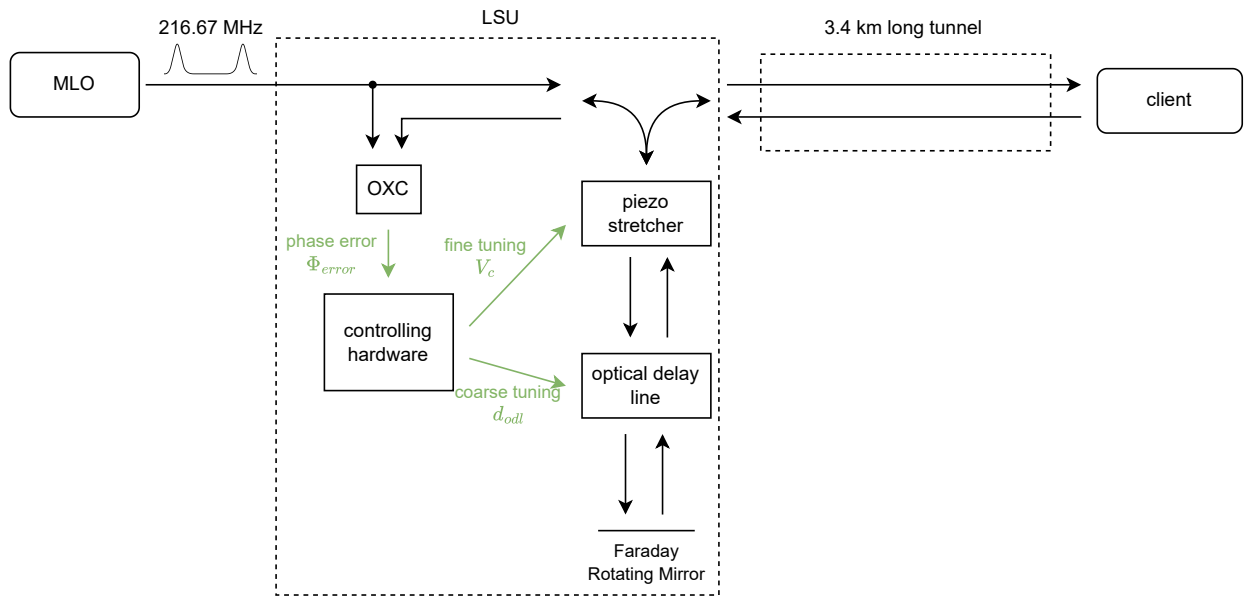 LSU
216.67 MHz
3.4 km long tunnel
MLO
client
OXC
piezo
stretcher
phase error
Φ_error
fine tuning
V_c
controlling
hardware
optical delay
line
coarse tuning
d_odl
Faraday
Rotating Mirror